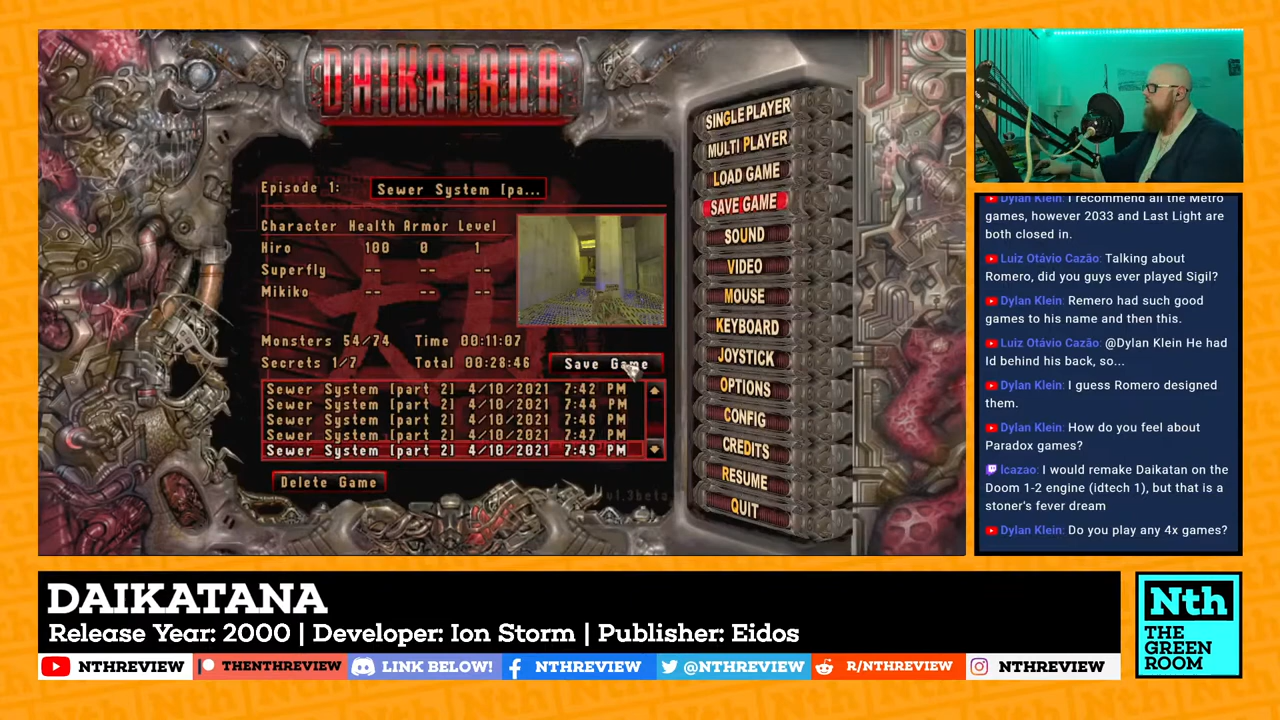 DAIKATANA
Episode 1: Sewer System [pa...
Character Health Armor Level
Hiro 100 0 1
Superfly -- -- --
Mikiko -- -- --
Monsters 54/74 Time 00:11:07
Secrets 1/7 Total 00:28:46
Save Game
Sewer System [part 2] 4/10/2021 7:42 PM
Sewer System [part 2] 4/10/2021 7:44 PM
Sewer System [part 2] 4/10/2021 7:46 PM
Sewer System [part 2] 4/10/2021 7:47 PM
Sewer System [part 2] 4/10/2021 7:49 PM
Delete Game
v1.3beta
SINGLE PLAYER
MULTI PLAYER
LOAD GAME
SAVE GAME
SOUND
VIDEO
MOUSE
KEYBOARD
JOYSTICK
OPTIONS
CONFIG
CREDITS
RESUME
QUIT
Dylan Klein: I recommend all the Metro
games, however 2033 and Last Light are
both closed in.
Luiz Otávio Cazão: Talking about
Romero, did you guys ever played Sigil?
Dylan Klein: Remero had such good
games to his name and then this.
Luiz Otávio Cazão: @Dylan Klein He had
Id behind his back, so...
Dylan Klein: I guess Romero designed
them.
Dylan Klein: How do you feel about
Paradox games?
lcazao: I would remake Daikatan on the
Doom 1-2 engine (idtech 1), but that is a
stoner's fever dream
Dylan Klein: Do you play any 4x games?
DAIKATANA
Release Year: 2000 | Developer: Ion Storm | Publisher: Eidos
NTHREVIEW
THENTHREVIEW
LINK BELOW!
NTHREVIEW
@NTHREVIEW
R/NTHREVIEW
NTHREVIEW
Nth
THE
GREEN
ROOM